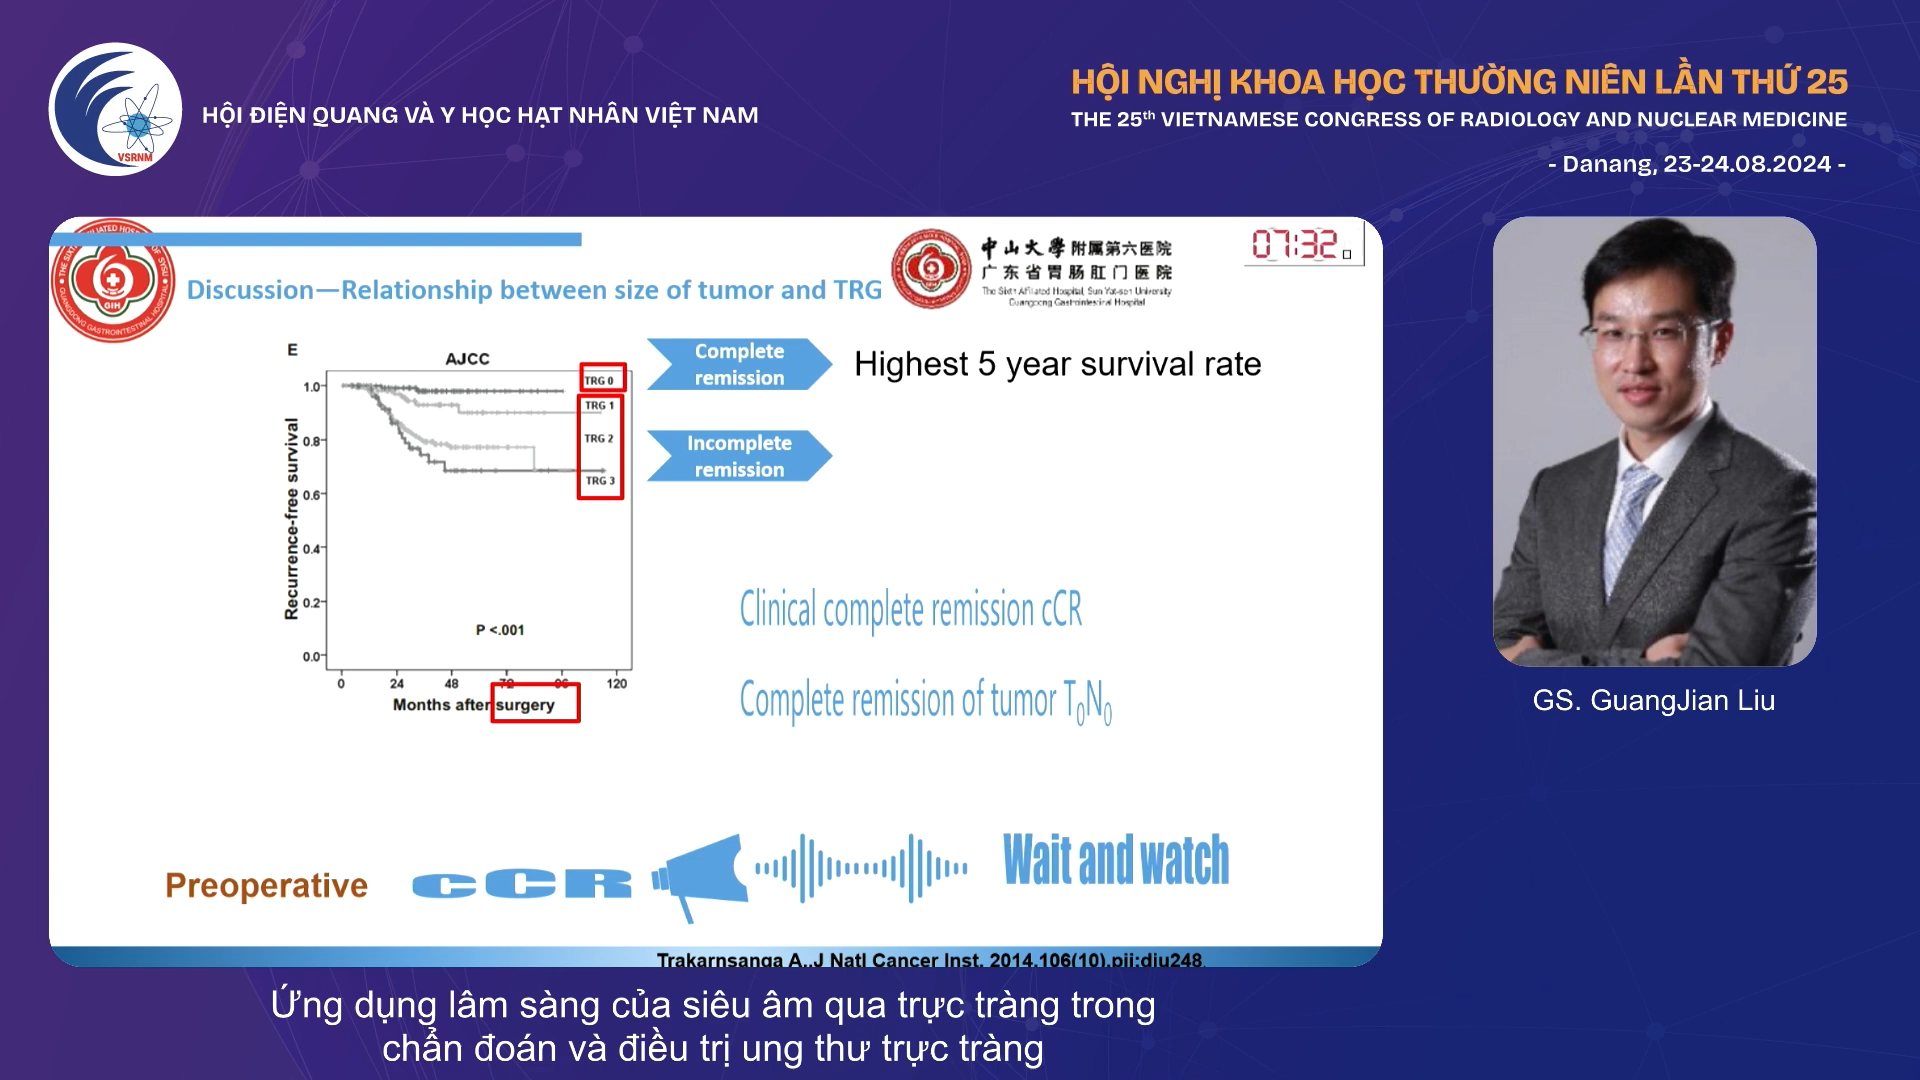 HỘI ĐIỆN QUANG VÀ Y HỌC HẠT NHÂN VIỆT NAM
VSRNM
HỘI NGHỊ KHOA HỌC THƯỜNG NIÊN LẦN THỨ 25
THE 25th VIETNAMESE CONGRESS OF RADIOLOGY AND NUCLEAR MEDICINE
- Danang, 23-24.08.2024 -
GIH
GUANGDONG GASTROINTESTINAL HOSPITAL
Discussion—Relationship between size of tumor and TRG
中山大學附属第六医院
广东省胃肠肛门医院
The Sixth Affiliated Hospital, Sun Yat-sen University
Guangdong Gastrointestinal Hospital
07:32
E
AJCC
Recurrence-free survival
1.0
0.8
0.6
0.4
0.2
0.0
TRG 0
TRG 1
TRG 2
TRG 3
P <.001
0 24 48 72 96 120
Months after surgery
Complete
remission
Highest 5 year survival rate
Incomplete
remission
Clinical complete remission cCR
Complete remission of tumor T0N0
Preoperative cCR Wait and watch
Trakarnsanga A,.J Natl Cancer Inst. 2014,106(10).pii:dju248.
GS. GuangJian Liu
Ứng dụng lâm sàng của siêu âm qua trực tràng trong
chẩn đoán và điều trị ung thư trực tràng